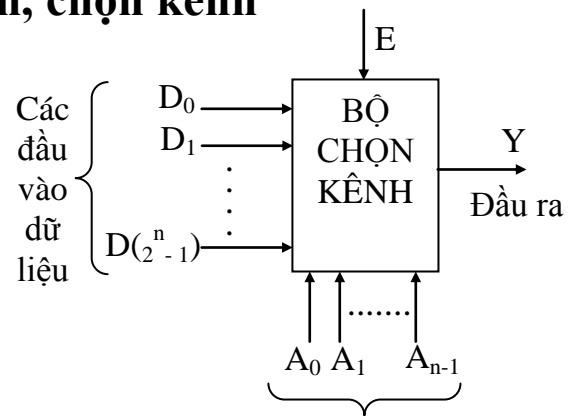 chọn kênh
E
Các đầu vào dữ liệu
D0
D1
D(2^n - 1)
BỘ CHỌN KÊNH
Y
Đầu ra
A0 A1 ........ An-1